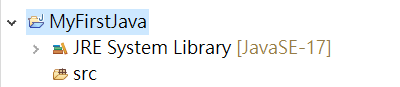 MyFirstJava
JRE System Library [JavaSE-17]
src